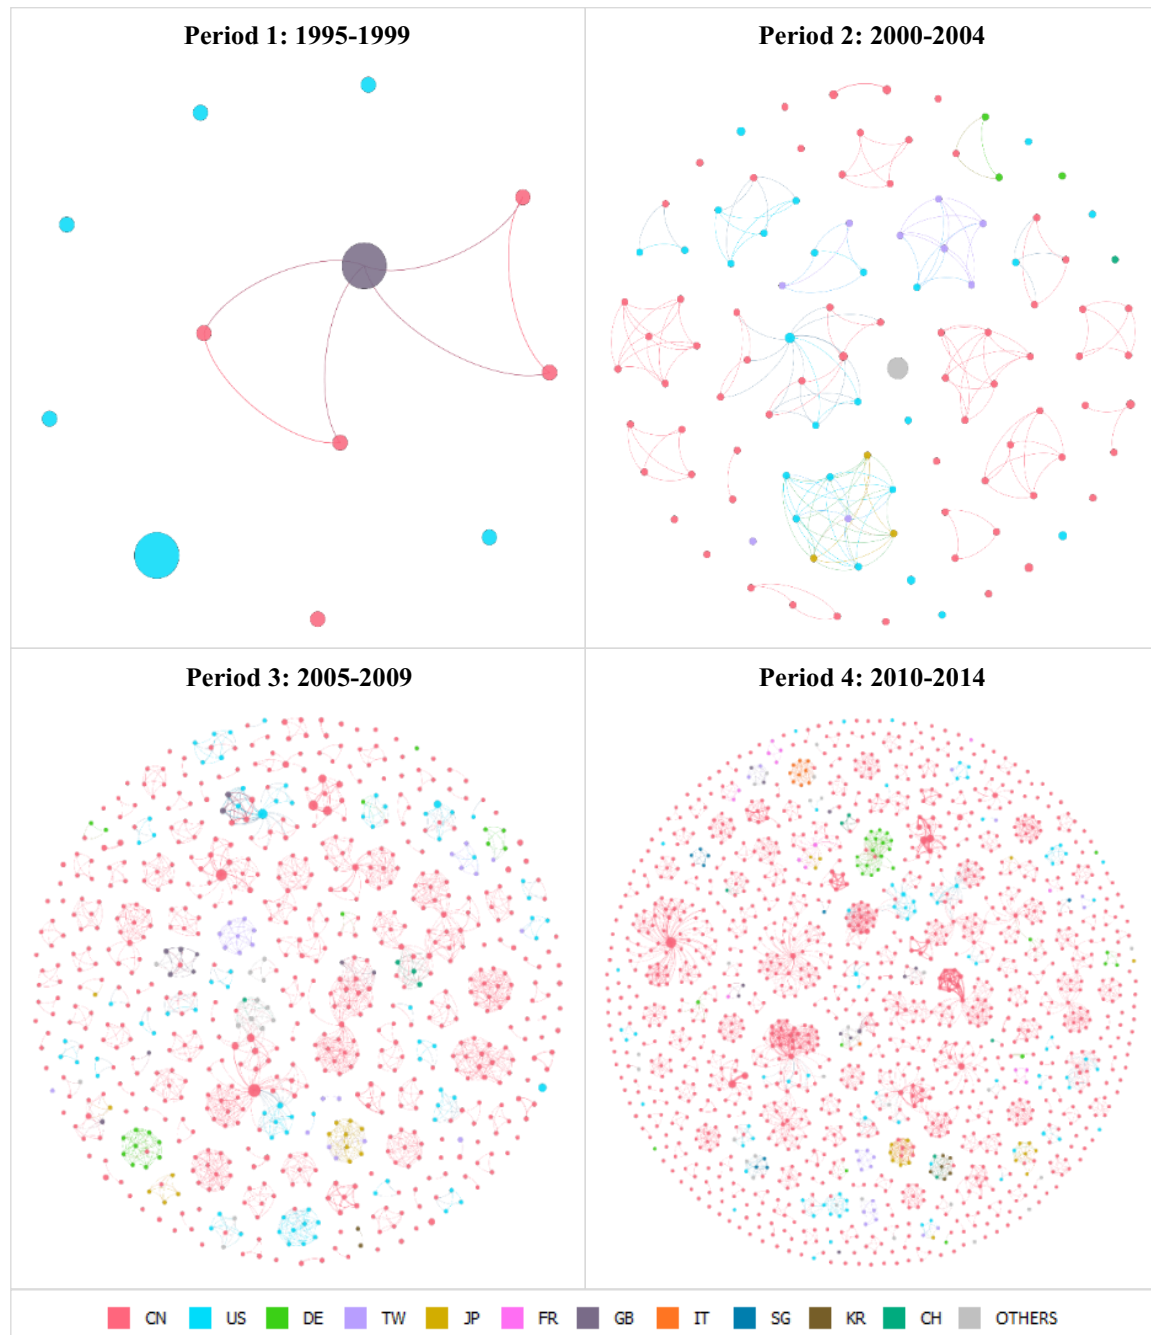 Period 1: 1995-1999
Period 2: 2000-2004
Period 3: 2005-2009
Period 4: 2010-2014
CN US DE TW JP FR GB IT SG KR CH OTHERS